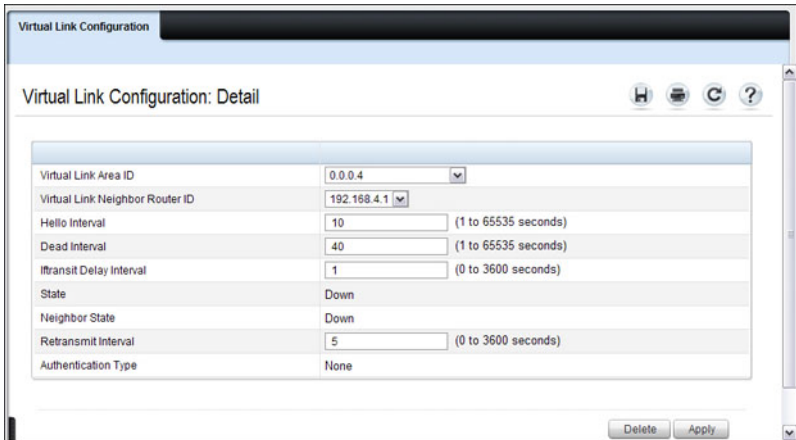 Virtual Link Configuration
Virtual Link Configuration: Detail
Virtual Link Area ID 0.0.0.4
Virtual Link Neighbor Router ID 192.168.4.1
Hello Interval 10 (1 to 65535 seconds)
Dead Interval 40 (1 to 65535 seconds)
Iftransit Delay Interval 1 (0 to 3600 seconds)
State Down
Neighbor State Down
Retransmit Interval 5 (0 to 3600 seconds)
Authentication Type None
Delete Apply